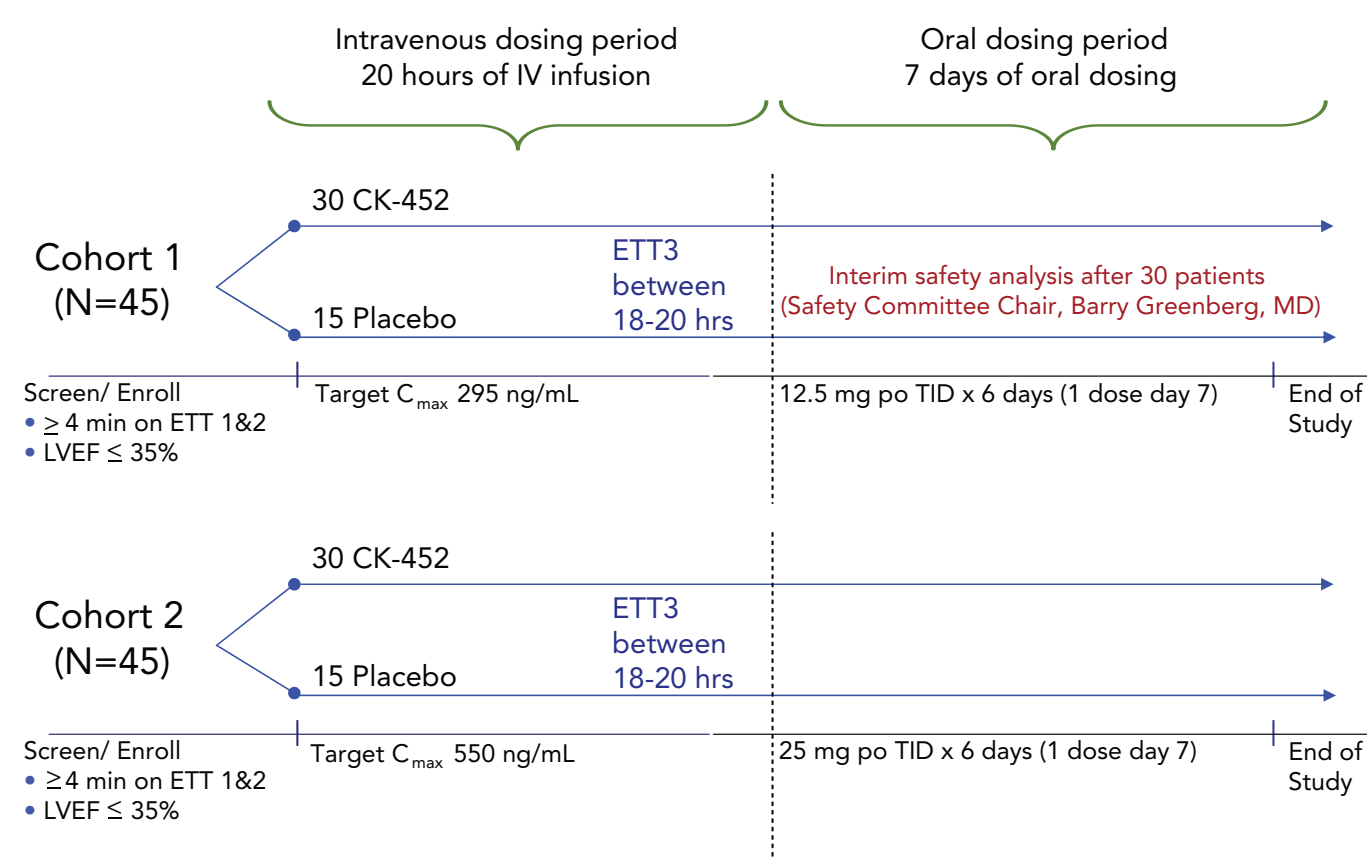 Intravenous dosing period
20 hours of IV infusion
Oral dosing period
7 days of oral dosing
Cohort 1
(N=45)
30 CK-452
15 Placebo
ETT3
between
18-20 hrs
Interim safety analysis after 30 patients
(Safety Committee Chair, Barry Greenberg, MD)
Screen/ Enroll
• ≥ 4 min on ETT 1&2
• LVEF ≤ 35%
Target Cmax 295 ng/mL
12.5 mg po TID x 6 days (1 dose day 7)
End of
Study
Cohort 2
(N=45)
30 CK-452
15 Placebo
ETT3
between
18-20 hrs
Screen/ Enroll
• ≥4 min on ETT 1&2
• LVEF ≤ 35%
Target Cmax 550 ng/mL
25 mg po TID x 6 days (1 dose day 7)
End of
Study